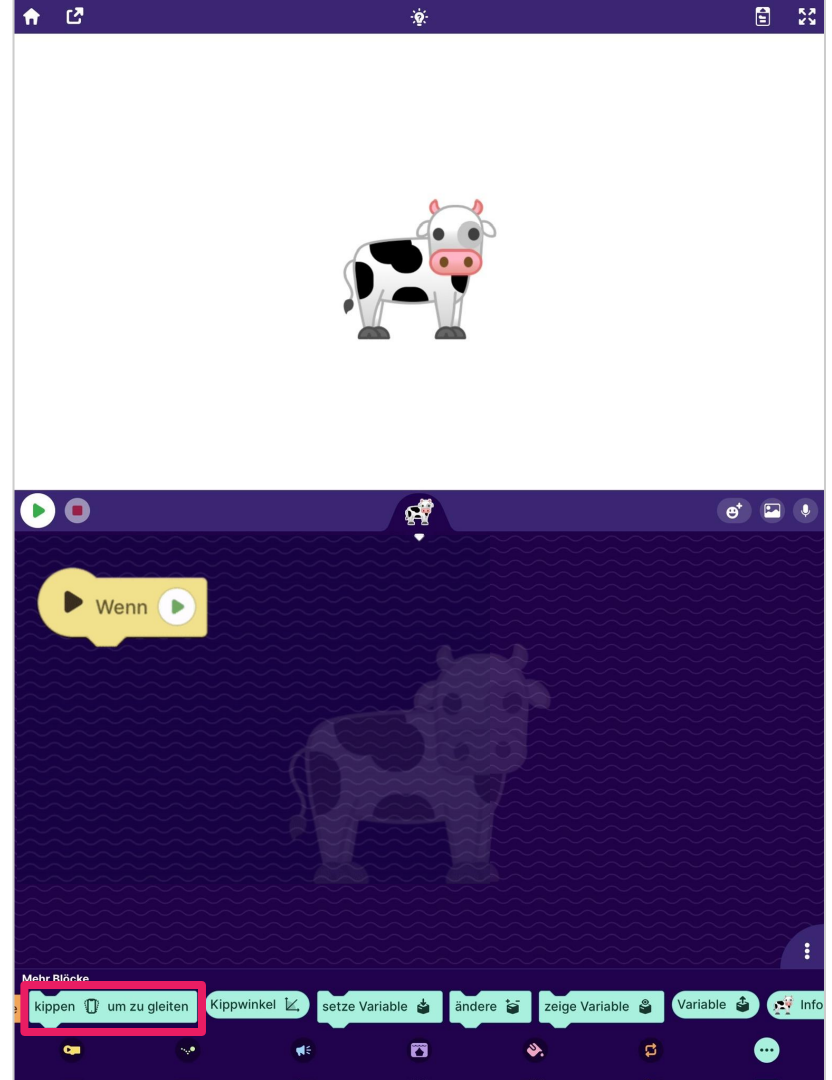 Wenn
Mehr Blöcke
kippen um zu gleiten Kippwinkel setze Variable ändere zeige Variable Variable Info